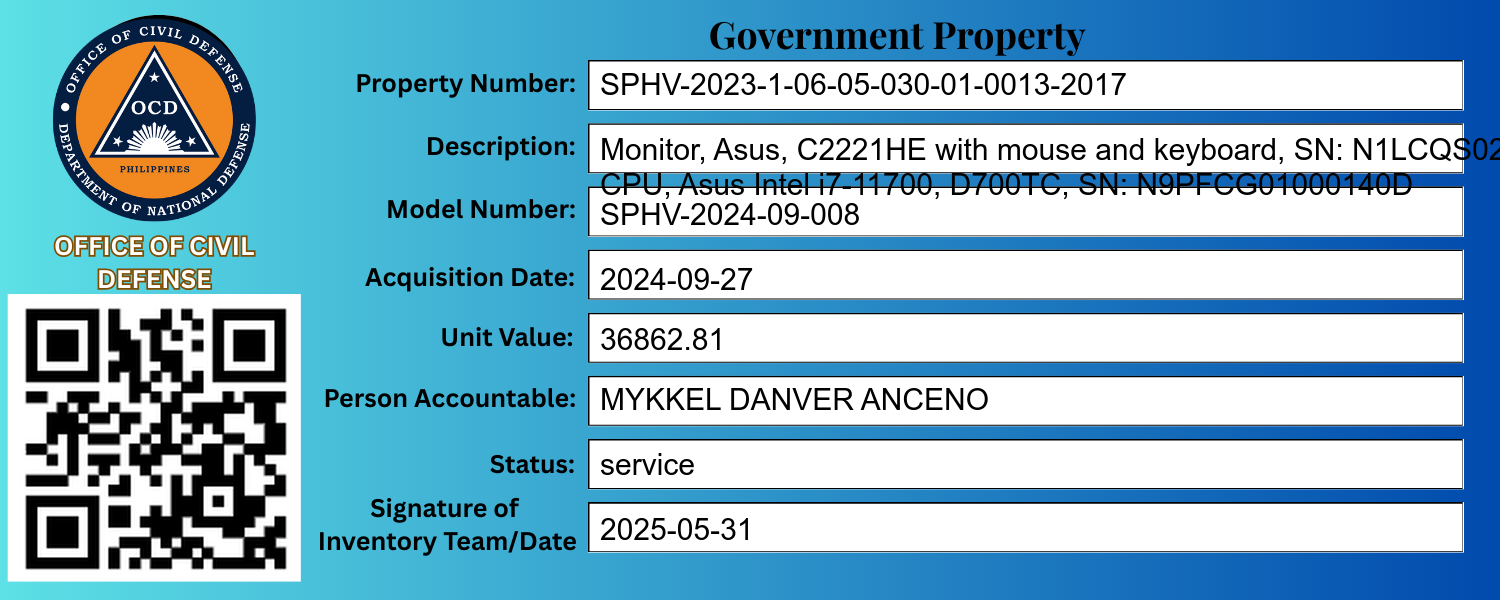 OFFICE OF CIVIL DEFENSE
OCD
PHILIPPINES
DEPARTMENT OF NATIONAL DEFENSE
OFFICE OF CIVIL
DEFENSE
Government Property
Property Number: SPHV-2023-1-06-05-030-01-0013-2017
Description: Monitor, Asus, C2221HE with mouse and keyboard, SN:
CPU, Asus Intel i7-11700, D700TC, SN: N9PFCG01000140D
Model Number: SPHV-2024-09-008
Acquisition Date: 2024-09-27
Unit Value: 36862.81
Person Accountable: MYKKEL DANVER ANCENO
Status: service
Signature of
Inventory Team/Date 2025-05-31